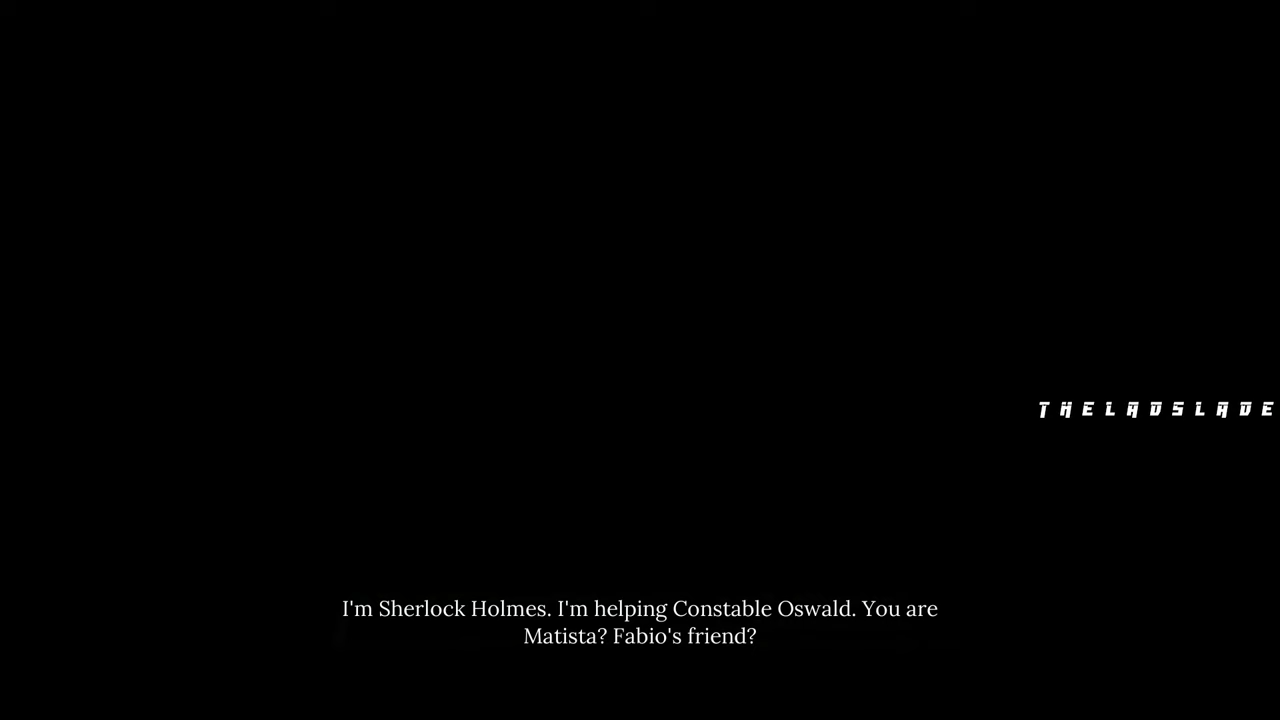 THELADSLADE
I'm Sherlock Holmes. I'm helping Constable Oswald. You are
Matista? Fabio's friend?